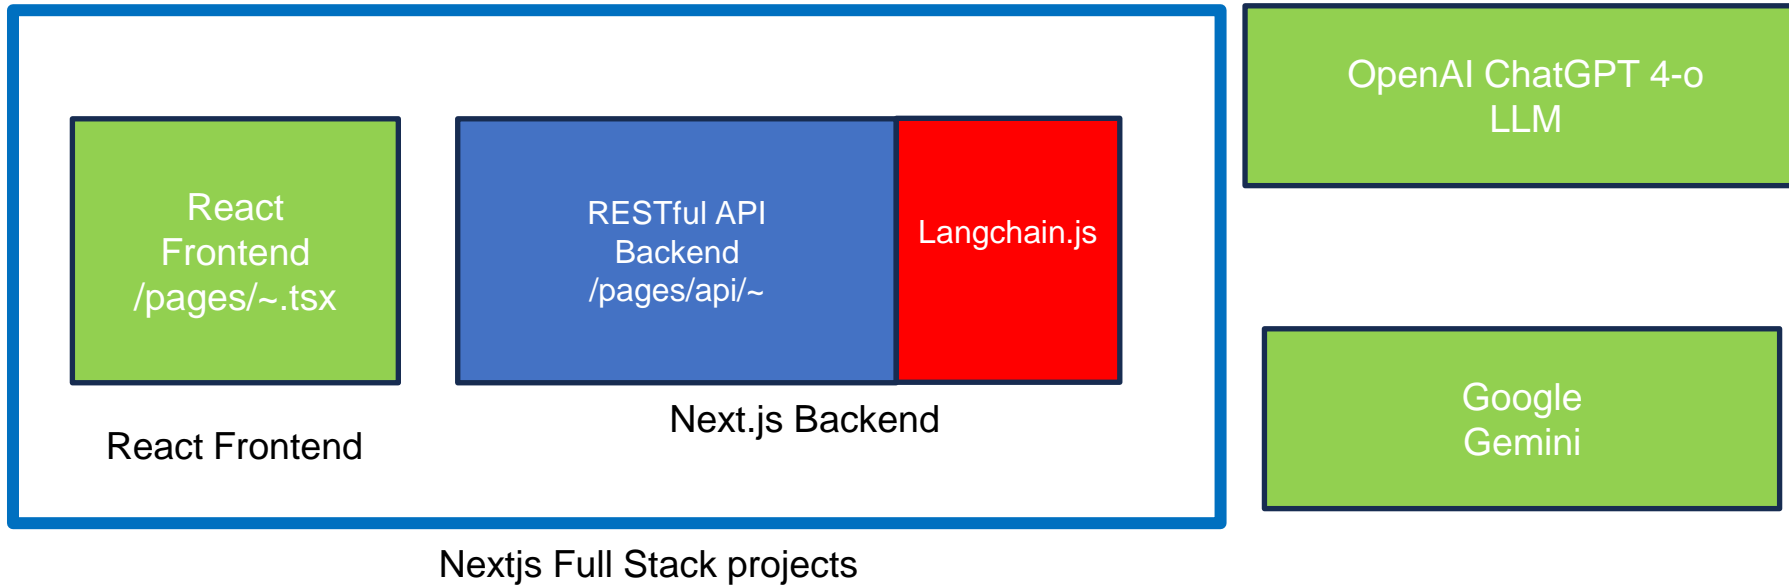 React
Frontend
/pages/~.tsx
React Frontend
RESTful API
Backend
/pages/api/~
Langchain.js
Next.js Backend
Nextjs Full Stack projects
OpenAI ChatGPT 4-o
LLM
Google
Gemini